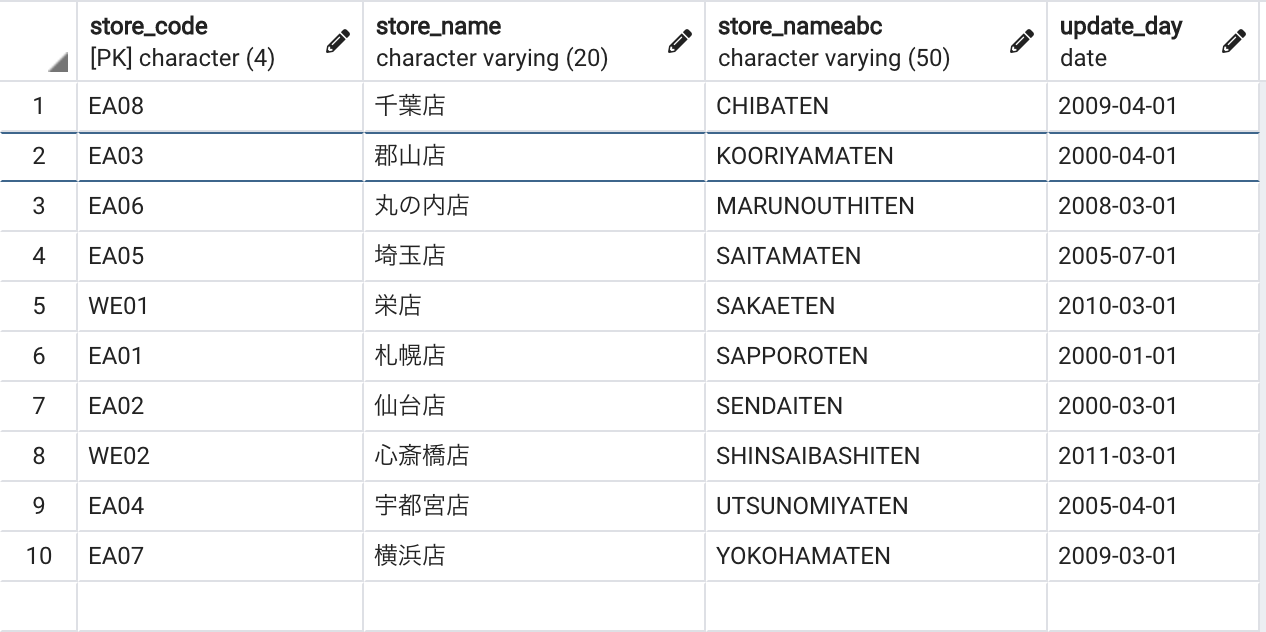 store_code store_name store_nameabc update_day
[PK] character (4) character varying (20) character varying (50) date
1 EA08 千葉店 CHIBATEN 2009-04-01
2 EA03 郡山店 KOORIYAMATEN 2000-04-01
3 EA06 丸の内店 MARUNOUTHITEN 2008-03-01
4 EA05 埼玉店 SAITAMATEN 2005-07-01
5 WE01 栄店 SAKAETEN 2010-03-01
6 EA01 札幌店 SAPPOROTEN 2000-01-01
7 EA02 仙台店 SENDAITEN 2000-03-01
8 WE02 心斎橋店 SHINSAIBASHITEN 2011-03-01
9 EA04 宇都宮店 UTSUNOMIYATEN 2005-04-01
10 EA07 横浜店 YOKOHAMATEN 2009-03-01